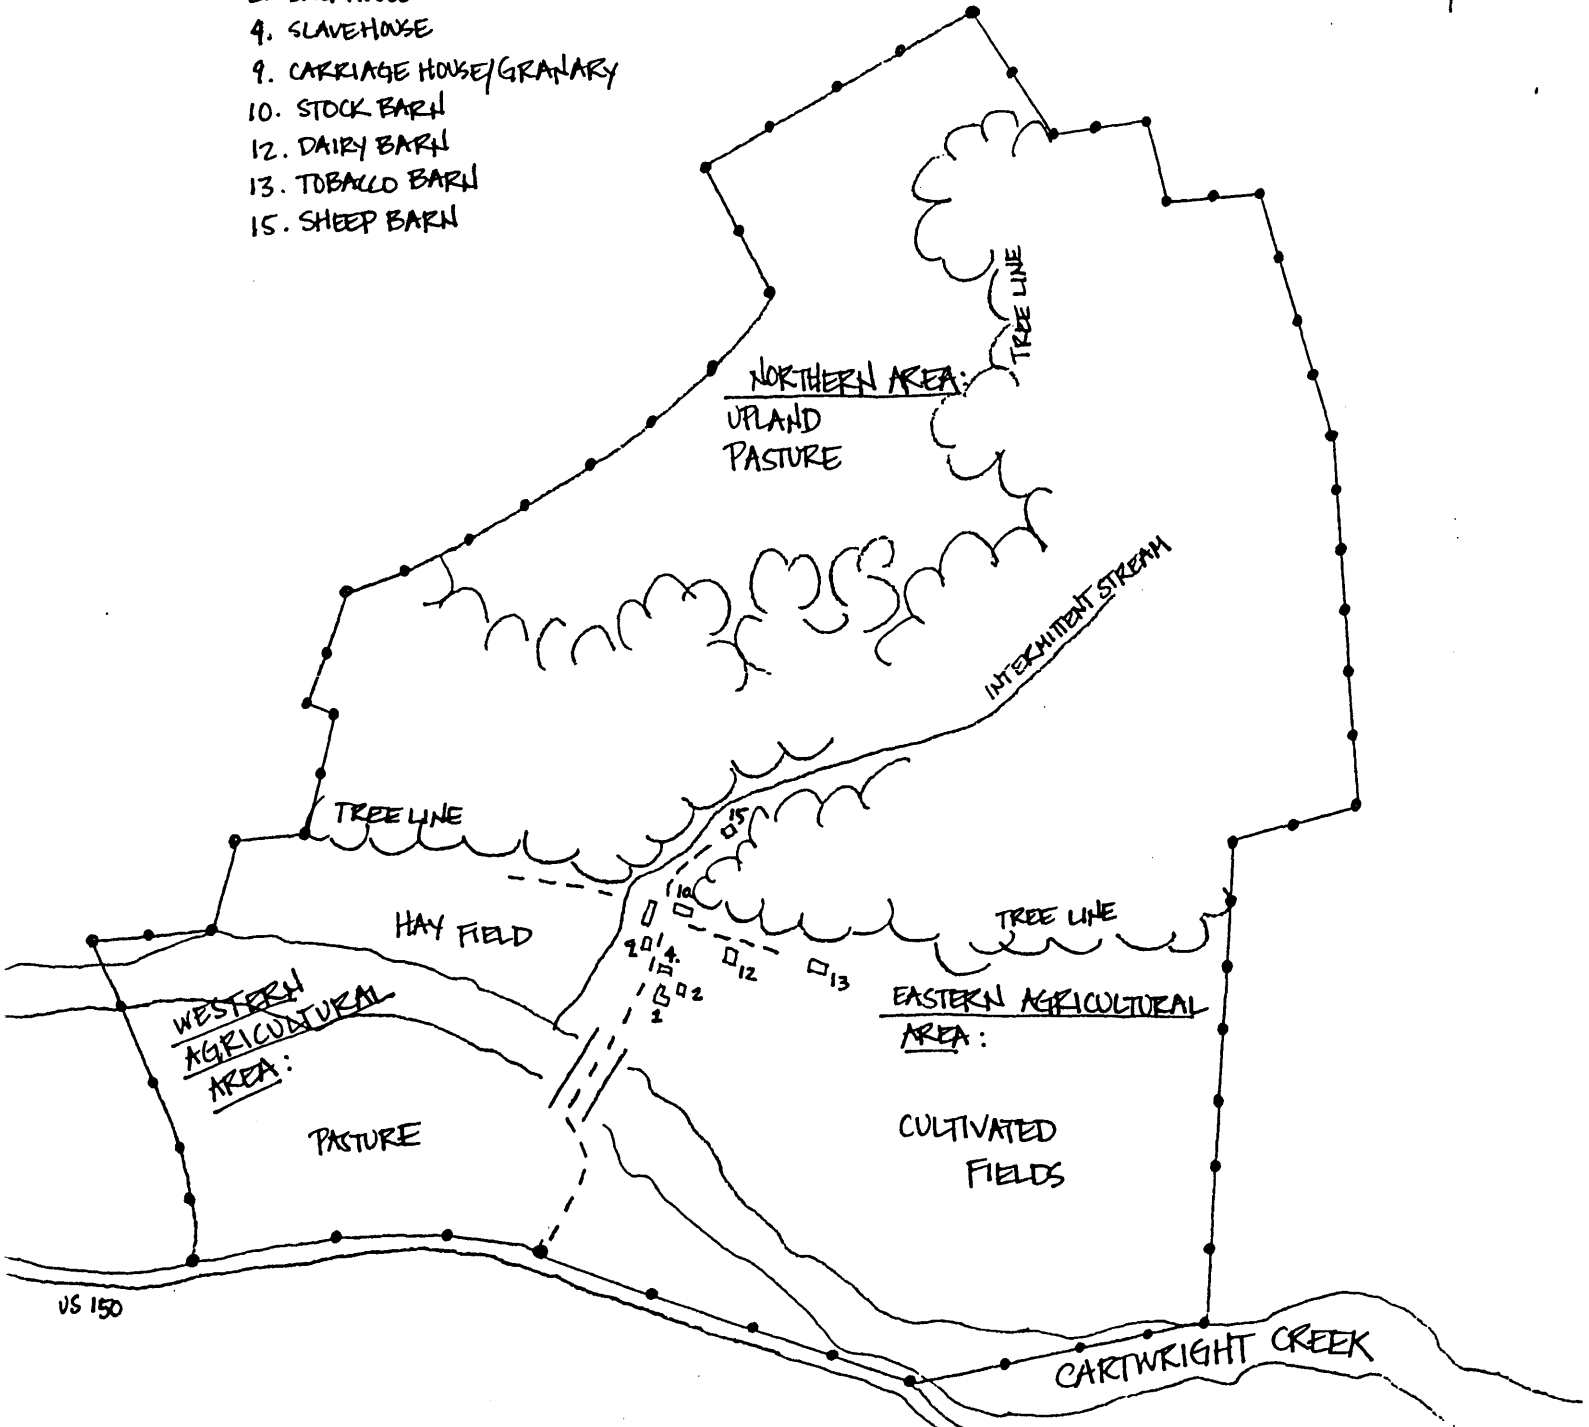 4. SLAVEHOUSE
9. CARRIAGE HOUSE/GRANARY
10. STOCK BARN
12. DAIRY BARN
13. TOBACCO BARN
15. SHEEP BARN
TREE LINE
NORTHERN AREA:
UPLAND
PASTURE
INTERMITTENT STREAM
TREE LINE
15
10
HAY FIELD
TREE LINE
9
4.
12
13
2
1
WESTERN
AGRICULTURAL
AREA:
EASTERN AGRICULTURAL
AREA:
PASTURE
CULTIVATED
FIELDS
US 150
CARTWRIGHT CREEK